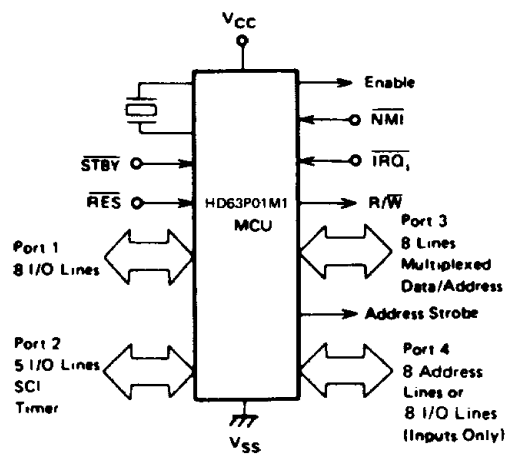 VCC
Enable
NMI
STBY
IRQ1
RES
HD63P01M1
MCU
R/W
Port 1
8 I/O Lines
Port 3
8 Lines
Multiplexed
Data/Address
Address Strobe
Port 2
5 I/O Lines
SCI
Timer
Port 4
8 Address
Lines or
8 I/O Lines
(Inputs Only)
VSS